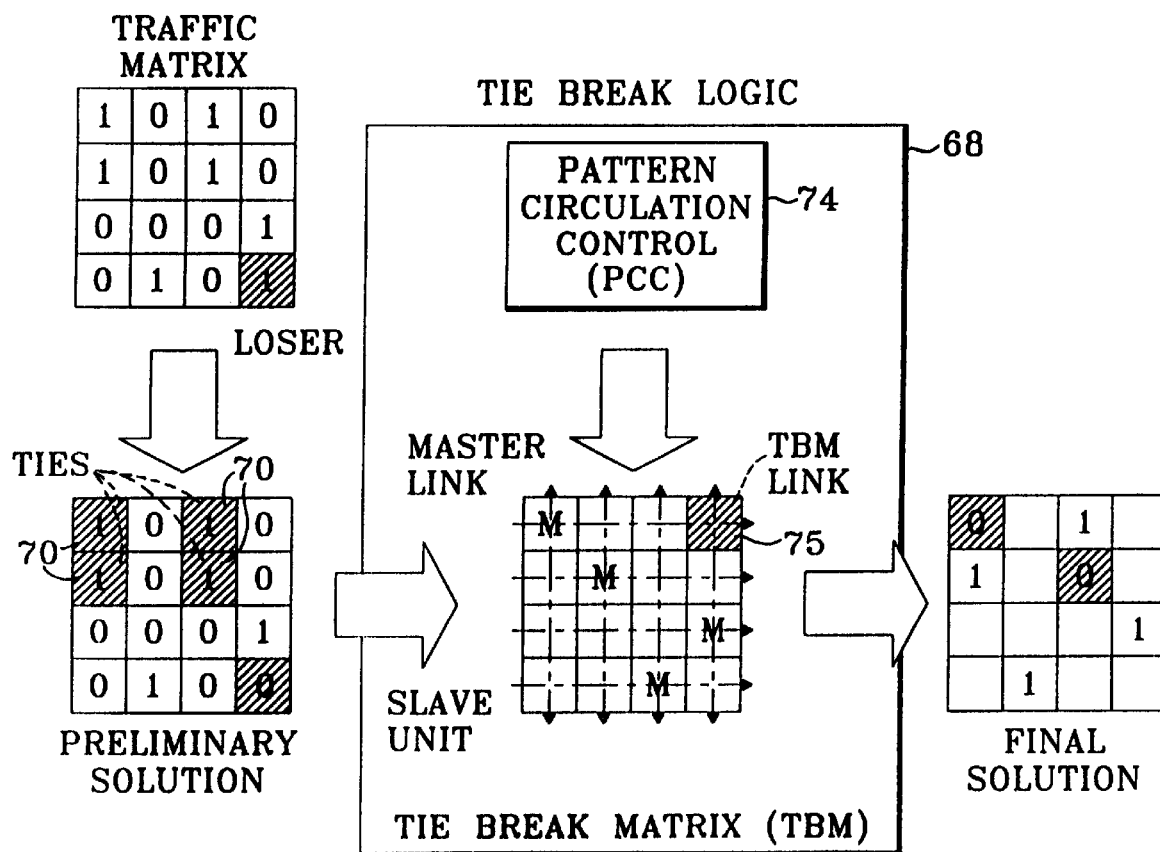 TRAFFIC
MATRIX
1 0 1 0
1 0 1 0
0 0 0 1
0 1 0 1
LOSER
TIE BREAK LOGIC
68
PATTERN
CIRCULATION
CONTROL
(PCC)
74
TIES
70
70
1 0 1 0
1 0 1 0
0 0 0 1
0 1 0 0
PRELIMINARY
SOLUTION
MASTER
LINK
TBM
LINK
75
M
M
M
M
SLAVE
UNIT
TIE BREAK MATRIX (TBM)
0 1
1 0
1
1
FINAL
SOLUTION